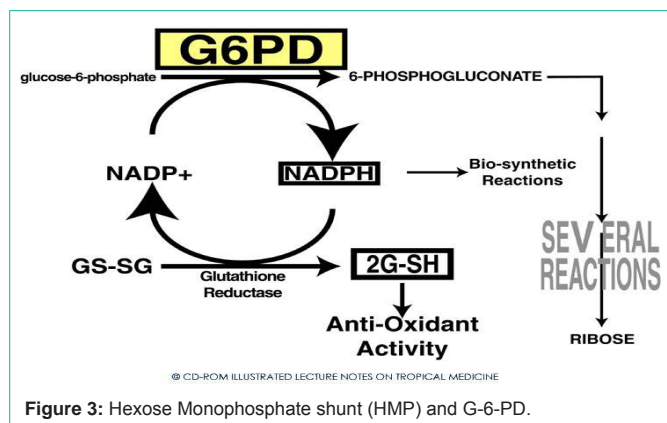 G6PD
glucose-6-phosphate
6-PHOSPHOGLUCONATE
NADP+
NADPH
Bio-synthetic
Reactions
SEVERAL
REACTIONS
GS-SG
Glutathione
Reductase
2G-SH
Anti-Oxidant
Activity
RIBOSE
@ CD-ROM ILLUSTRATED LECTURE NOTES ON TROPICAL MEDICINE
Figure 3: Hexose Monophosphate shunt (HMP) and G-6-PD.